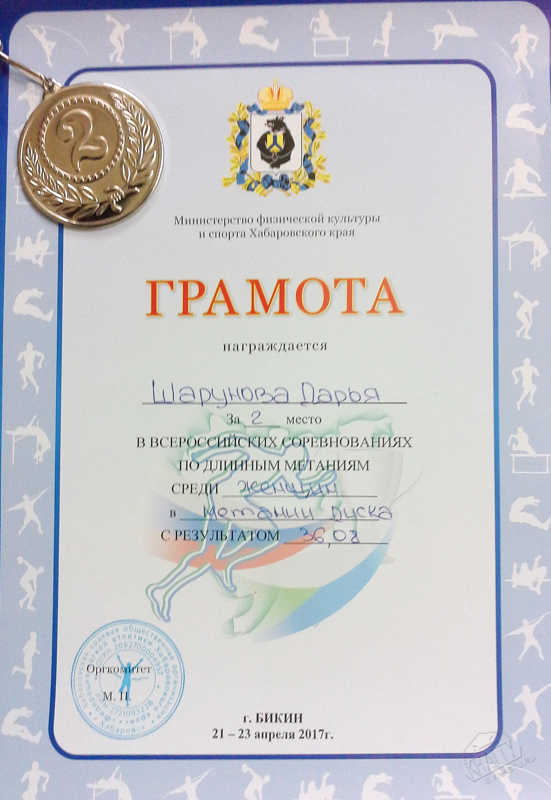 2
Министерство физической культуры
и спорта Хабаровского края
ГРАМОТА
награждается
Шарунова Дарья
За 2 место
В ВСЕРОССИЙСКИХ СОРЕВНОВАНИЯХ
ПО ДЛИННЫМ МЕТАНИЯМ
СРЕДИ женщин
в метании диска
С РЕЗУЛЬТАТОМ 36,08
Оргкомитет
М. П.
г. БИКИН
21 – 23 апреля 2017г.